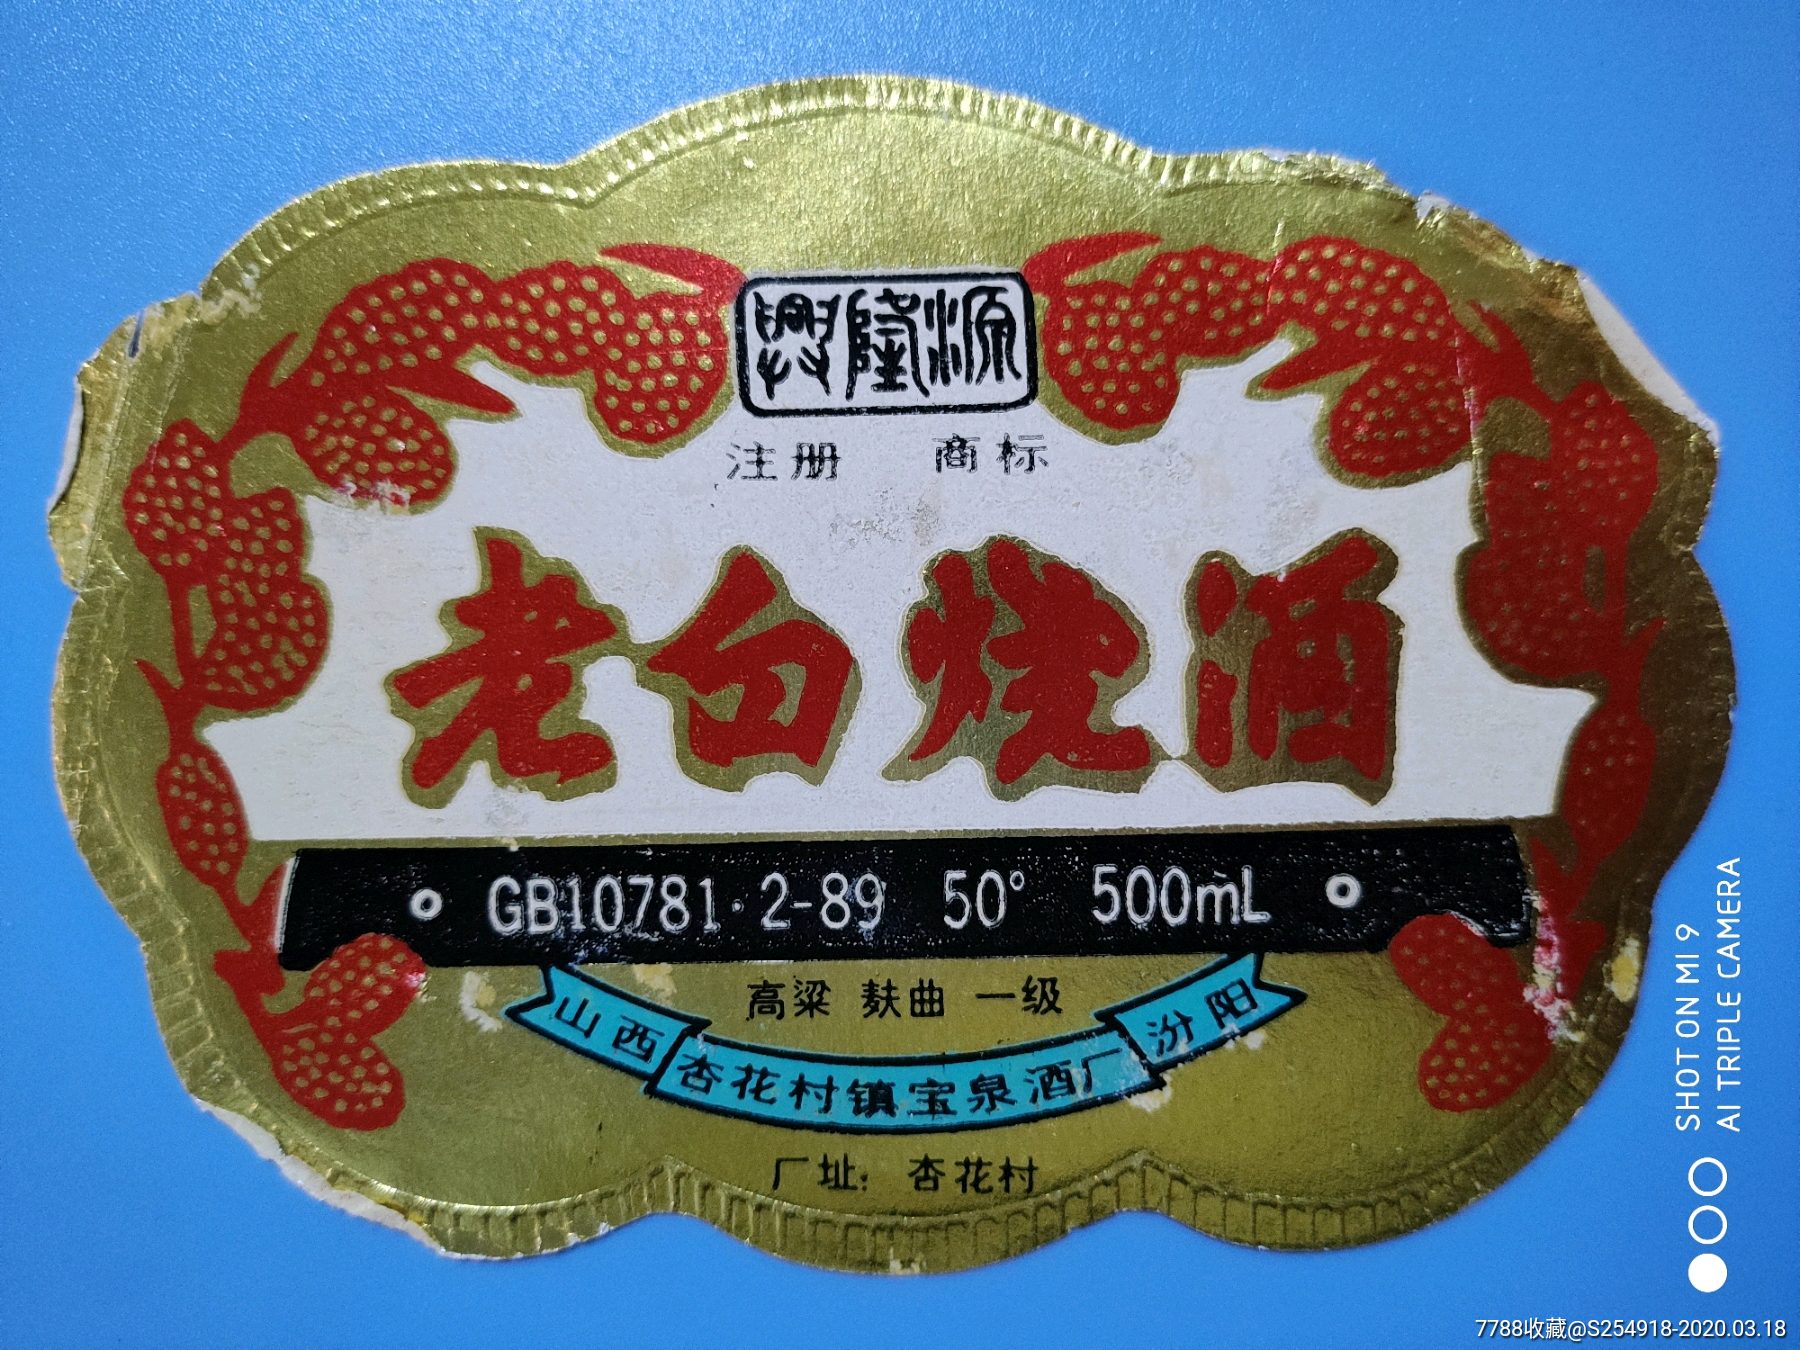 興隆源
注册 商标
老白烧酒
GB10781·2-89 50° 500mL
高粱 麸曲 一级
山西 杏花村镇宝泉酒厂 汾阳
厂址：杏花村
SHOT ON MI 9
AI TRIPLE CAMERA
7788收藏@S254918-2020.03.18